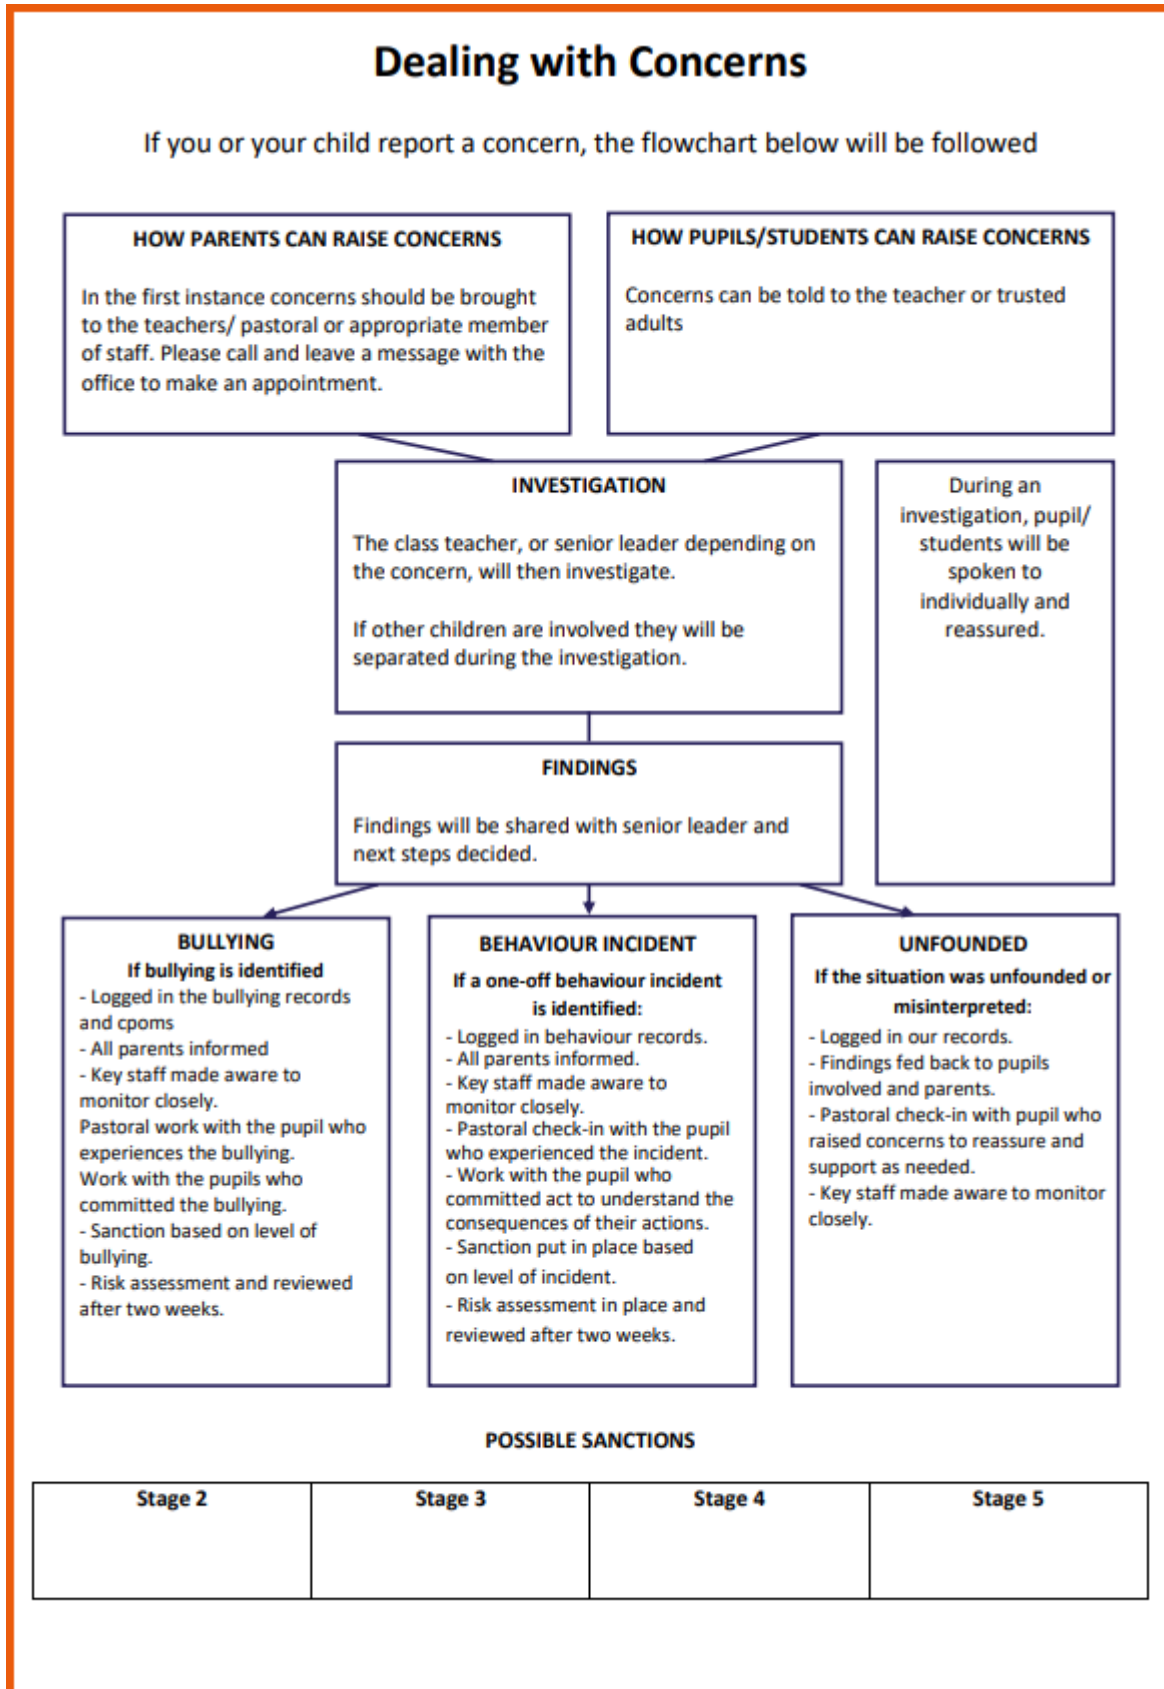 Dealing with Concerns
If you or your child report a concern, the flowchart below will be followed
HOW PARENTS CAN RAISE CONCERNS
In the first instance concerns should be brought
to the teachers/ pastoral or appropriate member
of staff. Please call and leave a message with the
office to make an appointment.
HOW PUPILS/STUDENTS CAN RAISE CONCERNS
Concerns can be told to the teacher or trusted
adults
INVESTIGATION
The class teacher, or senior leader depending on
the concern, will then investigate.
If other children are involved they will be
separated during the investigation.
During an
investigation, pupil/
students will be
spoken to
individually and
reassured.
FINDINGS
Findings will be shared with senior leader and
next steps decided.
BULLYING
If bullying is identified
- Logged in the bullying records
and cpoms
- All parents informed
- Key staff made aware to
monitor closely.
Pastoral work with the pupil who
experiences the bullying.
Work with the pupils who
committed the bullying.
- Sanction based on level of
bullying.
- Risk assessment and reviewed
after two weeks.
BEHAVIOUR INCIDENT
If a one-off behaviour incident
is identified:
- Logged in behaviour records.
- All parents informed.
- Key staff made aware to
monitor closely.
- Pastoral check-in with the pupil
who experienced the incident.
- Work with the pupil who
committed act to understand the
consequences of their actions.
- Sanction put in place based
on level of incident.
- Risk assessment in place and
reviewed after two weeks.
UNFOUNDED
If the situation was unfounded or
misinterpreted:
- Logged in our records.
- Findings fed back to pupils
involved and parents.
- Pastoral check-in with pupil who
raised concerns to reassure and
support as needed.
- Key staff made aware to monitor
closely.
POSSIBLE SANCTIONS
Stage 2
Stage 3
Stage 4
Stage 5